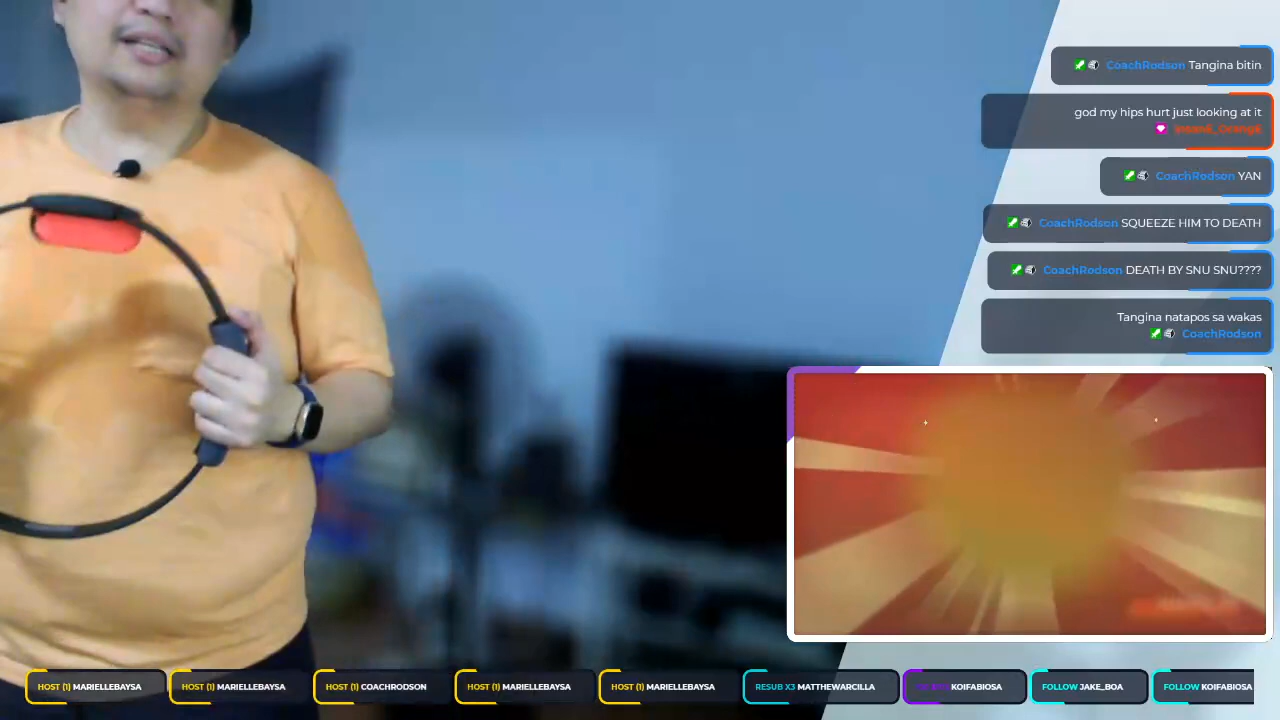 CoachRodson Tangina bitin
god my hips hurt just looking at it
InsanE_OrangE
CoachRodson YAN
CoachRodson SQUEEZE HIM TO DEATH
CoachRodson DEATH BY SNU SNU????
Tangina natapos sa wakas
CoachRodson
HOST (1) MARIELLEBAYSA
HOST (1) MARIELLEBAYSA
HOST (1) COACHRODSON
HOST (1) MARIELLEBAYSA
HOST (1) MARIELLEBAYSA
RESUB X3 MATTHEWARCILLA
KOIFABIOSA
FOLLOW JAKE_BOA
FOLLOW KOIFABIOSA